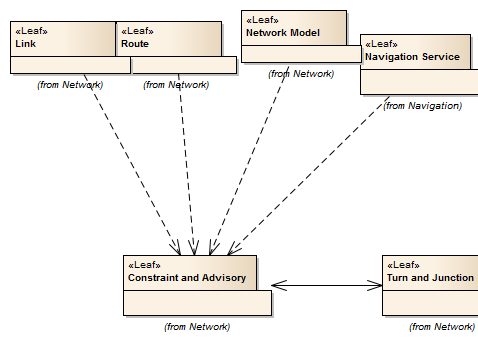 «Leaf»
Link
(from Network)
«Leaf»
Route
(from Network)
«Leaf»
Network Model
(from Network)
«Leaf»
Navigation Service
(from Navigation)
«Leaf»
Constraint and Advisory
(from Network)
«Leaf»
Turn and Junction
(from Network)